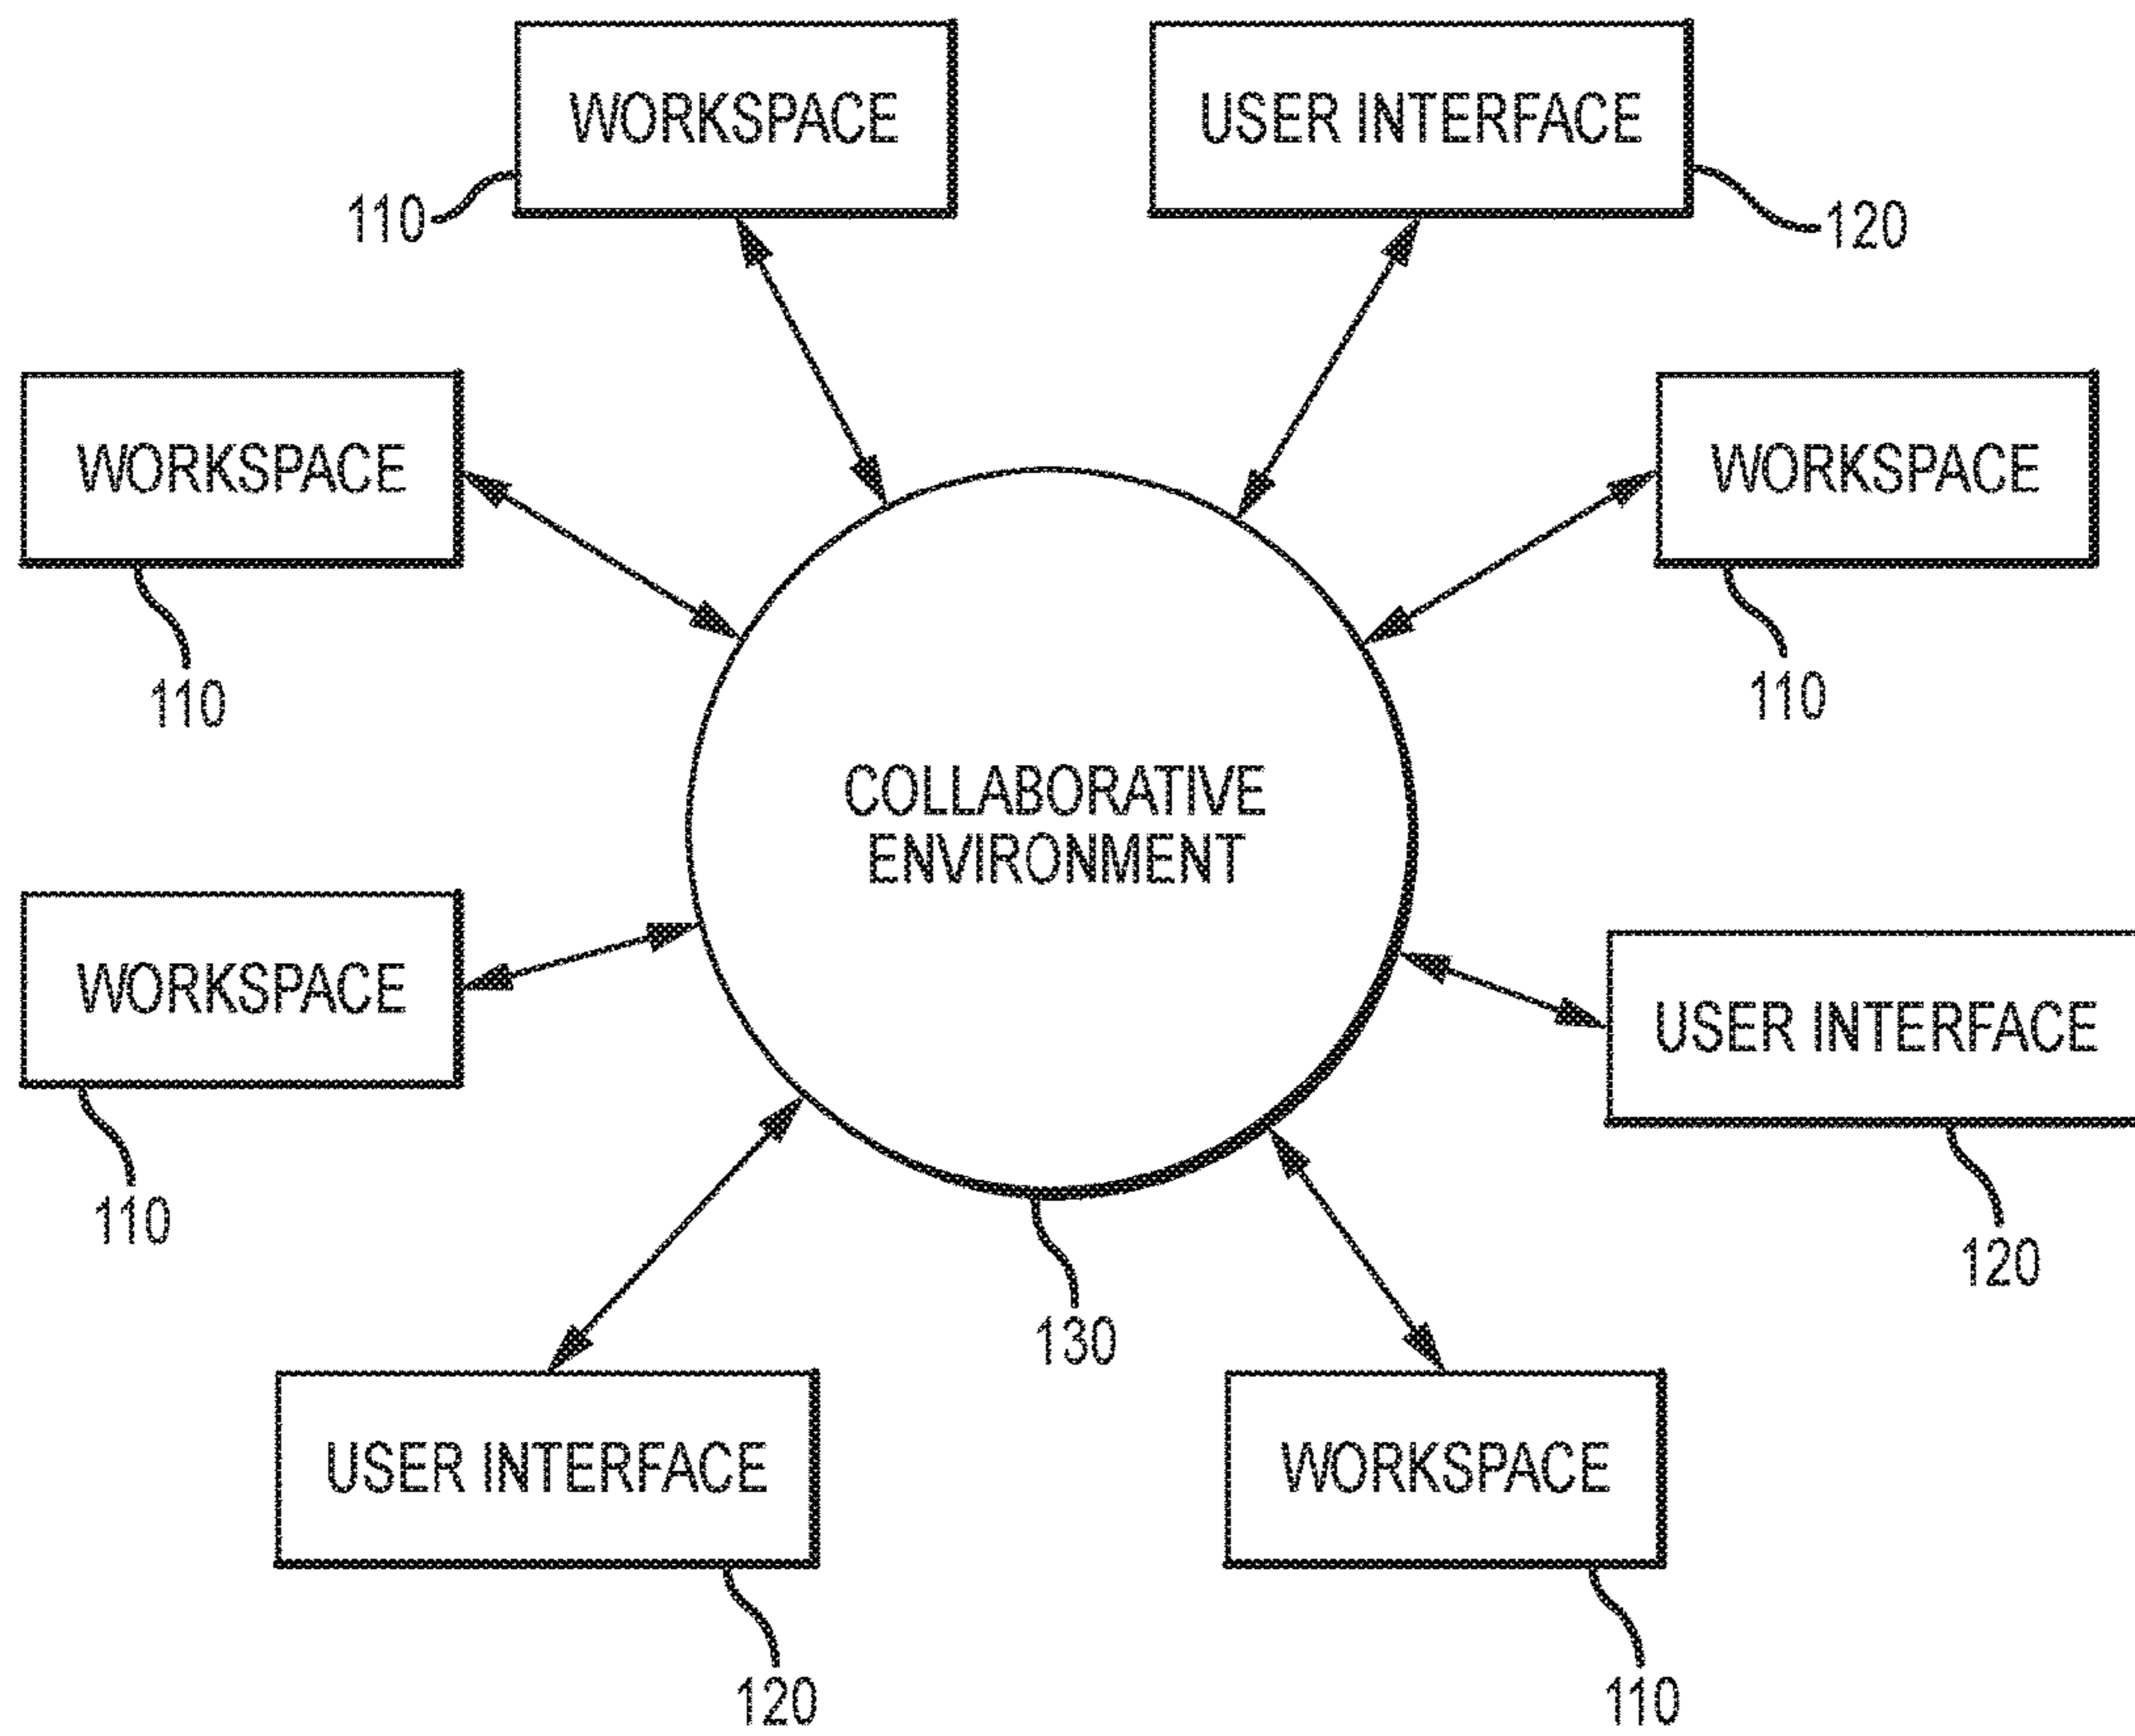 WORKSPACE
USER INTERFACE
110
120
WORKSPACE
WORKSPACE
110
110
COLLABORATIVE
ENVIRONMENT
WORKSPACE
USER INTERFACE
110
120
130
USER INTERFACE
WORKSPACE
120
110